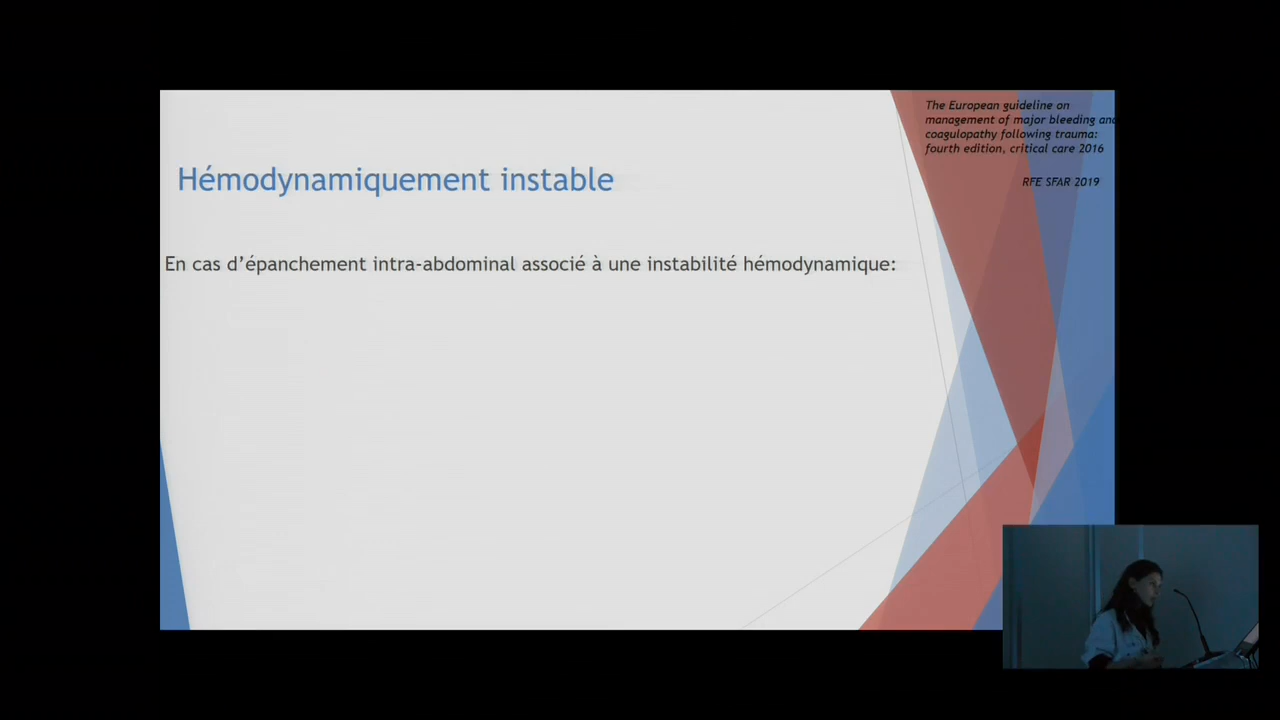 The European guideline on
management of major bleeding and
coagulopathy following trauma:
fourth edition, critical care 2016
RFE SFAR 2019
Hémodynamiquement instable
En cas d’épanchement intra-abdominal associé à une instabilité hémodynamique: